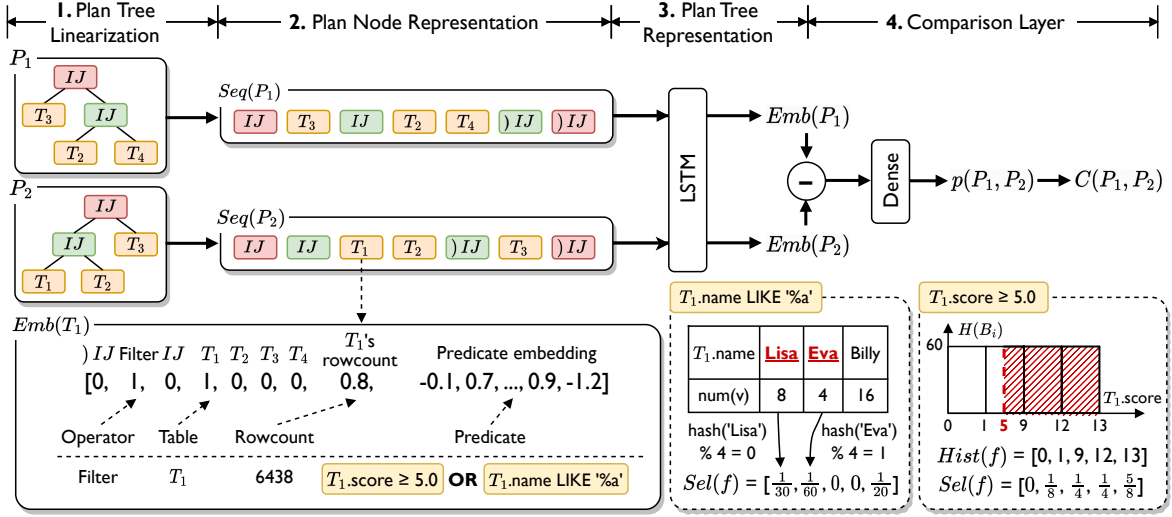 1. Plan Tree
Linearization
2. Plan Node Representation
3. Plan Tree
Representation
4. Comparison Layer
P₁
IJ
T₃ IJ
T₂ T₄
Seq(P₁)
IJ T₃ IJ T₂ T₄ ) IJ ) IJ
P₂
IJ
IJ T₃
T₁ T₂
Seq(P₂)
IJ IJ T₁ T₂ ) IJ T₃ ) IJ
LSTM
Emb(P₁)
−
Emb(P₂)
Dense
p(P₁, P₂)
C(P₁, P₂)
Emb(T₁)
) IJ Filter IJ T₁ T₂ T₃ T₄ T₁'s
rowcount
Predicate embedding
[0, 1, 0, 1, 0, 0, 0, 0.8, -0.1, 0.7, ..., 0.9, -1.2]
Operator Table Rowcount Predicate
Filter T₁ 6438 T₁.score ≥ 5.0 OR T₁.name LIKE '%a'
T₁.name LIKE '%a'
T₁.name Lisa Eva Billy
num(v) 8 4 16
hash('Lisa')
% 4 = 0
hash('Eva')
% 4 = 1
Sel(f) = [1/30, 1/60, 0, 0, 1/20]
T₁.score ≥ 5.0
H(Bᵢ)
60
T₁.score
0 1 5 9 12 13
Hist(f) = [0, 1, 9, 12, 13]
Sel(f) = [0, 1/8, 1/4, 1/4, 5/8]